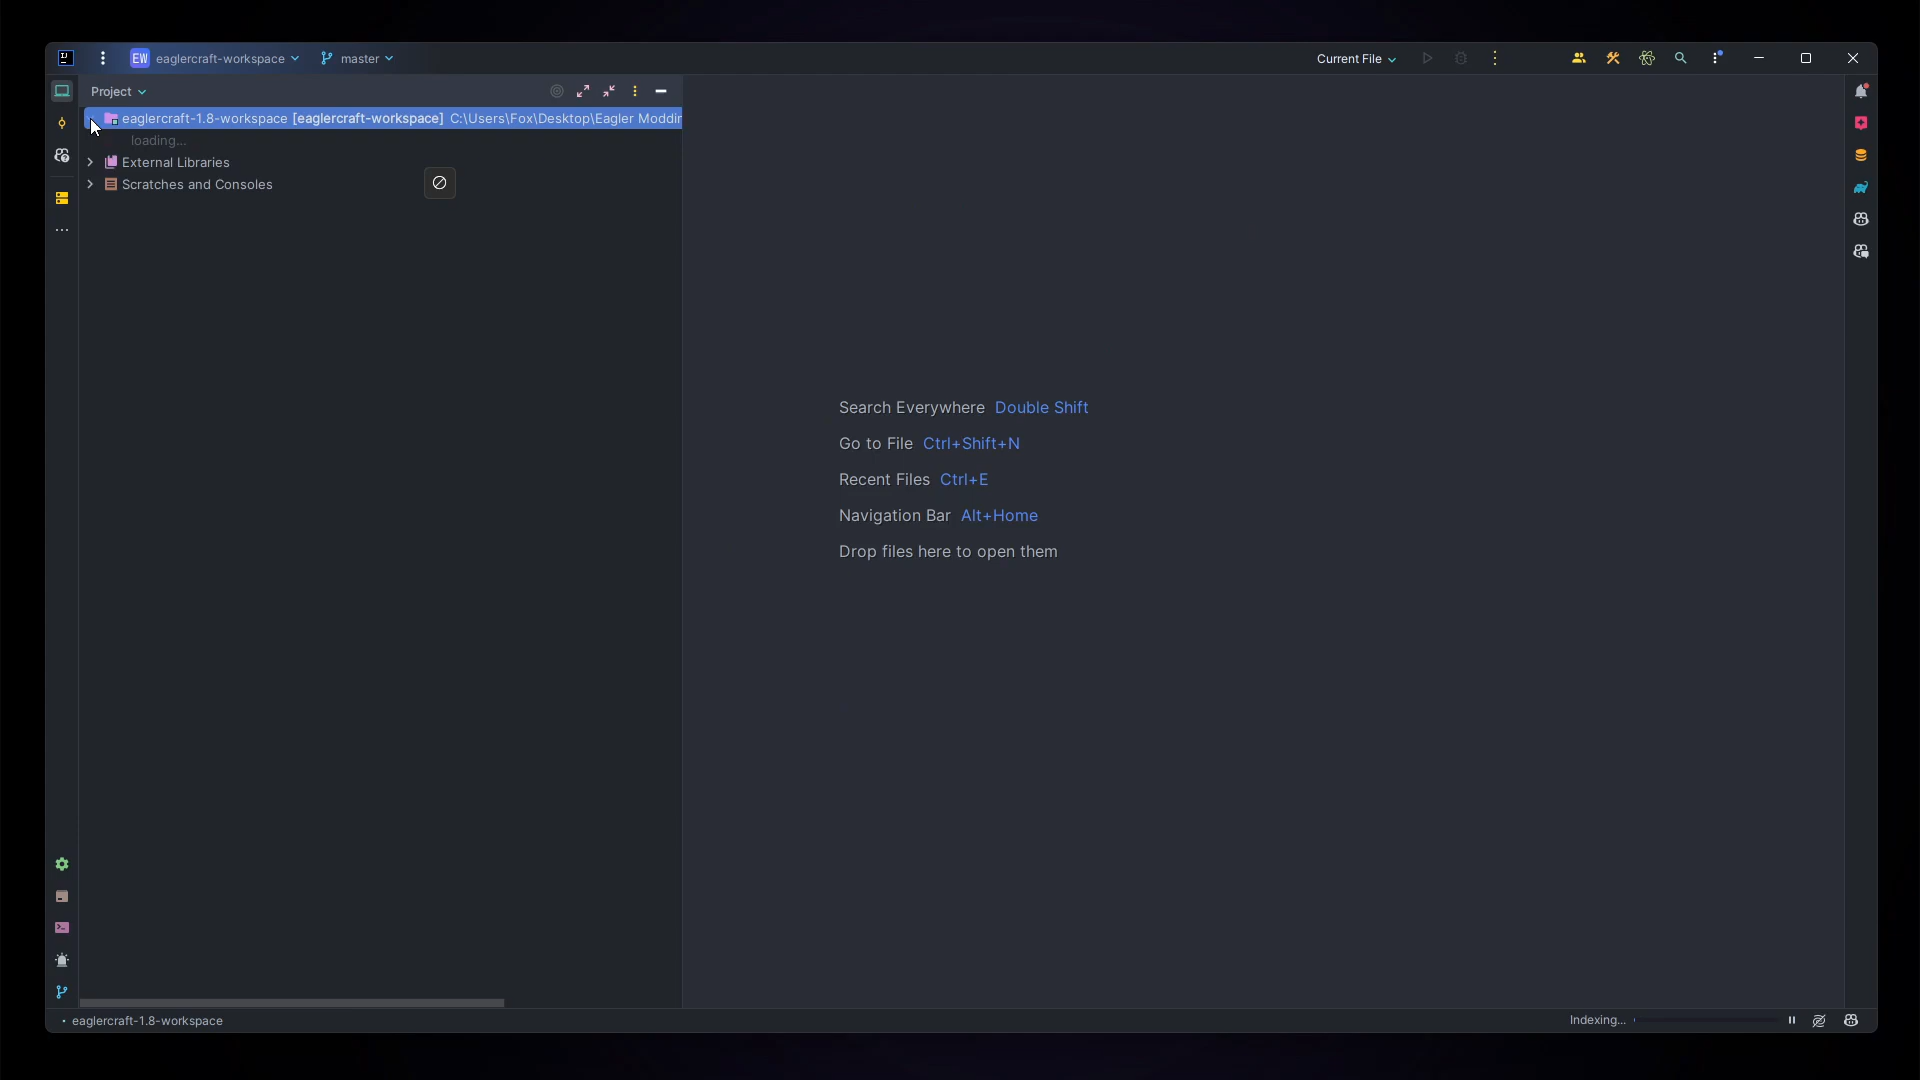 EW eaglercraft-workspace master Current File
Project
eaglercraft-1.8-workspace [eaglercraft-workspace] C:\Users\Fox\Desktop\Eagler Moddin
loading...
External Libraries
Scratches and Consoles
Search Everywhere Double Shift
Go to File Ctrl+Shift+N
Recent Files Ctrl+E
Navigation Bar Alt+Home
Drop files here to open them
eaglercraft-1.8-workspace Indexing...